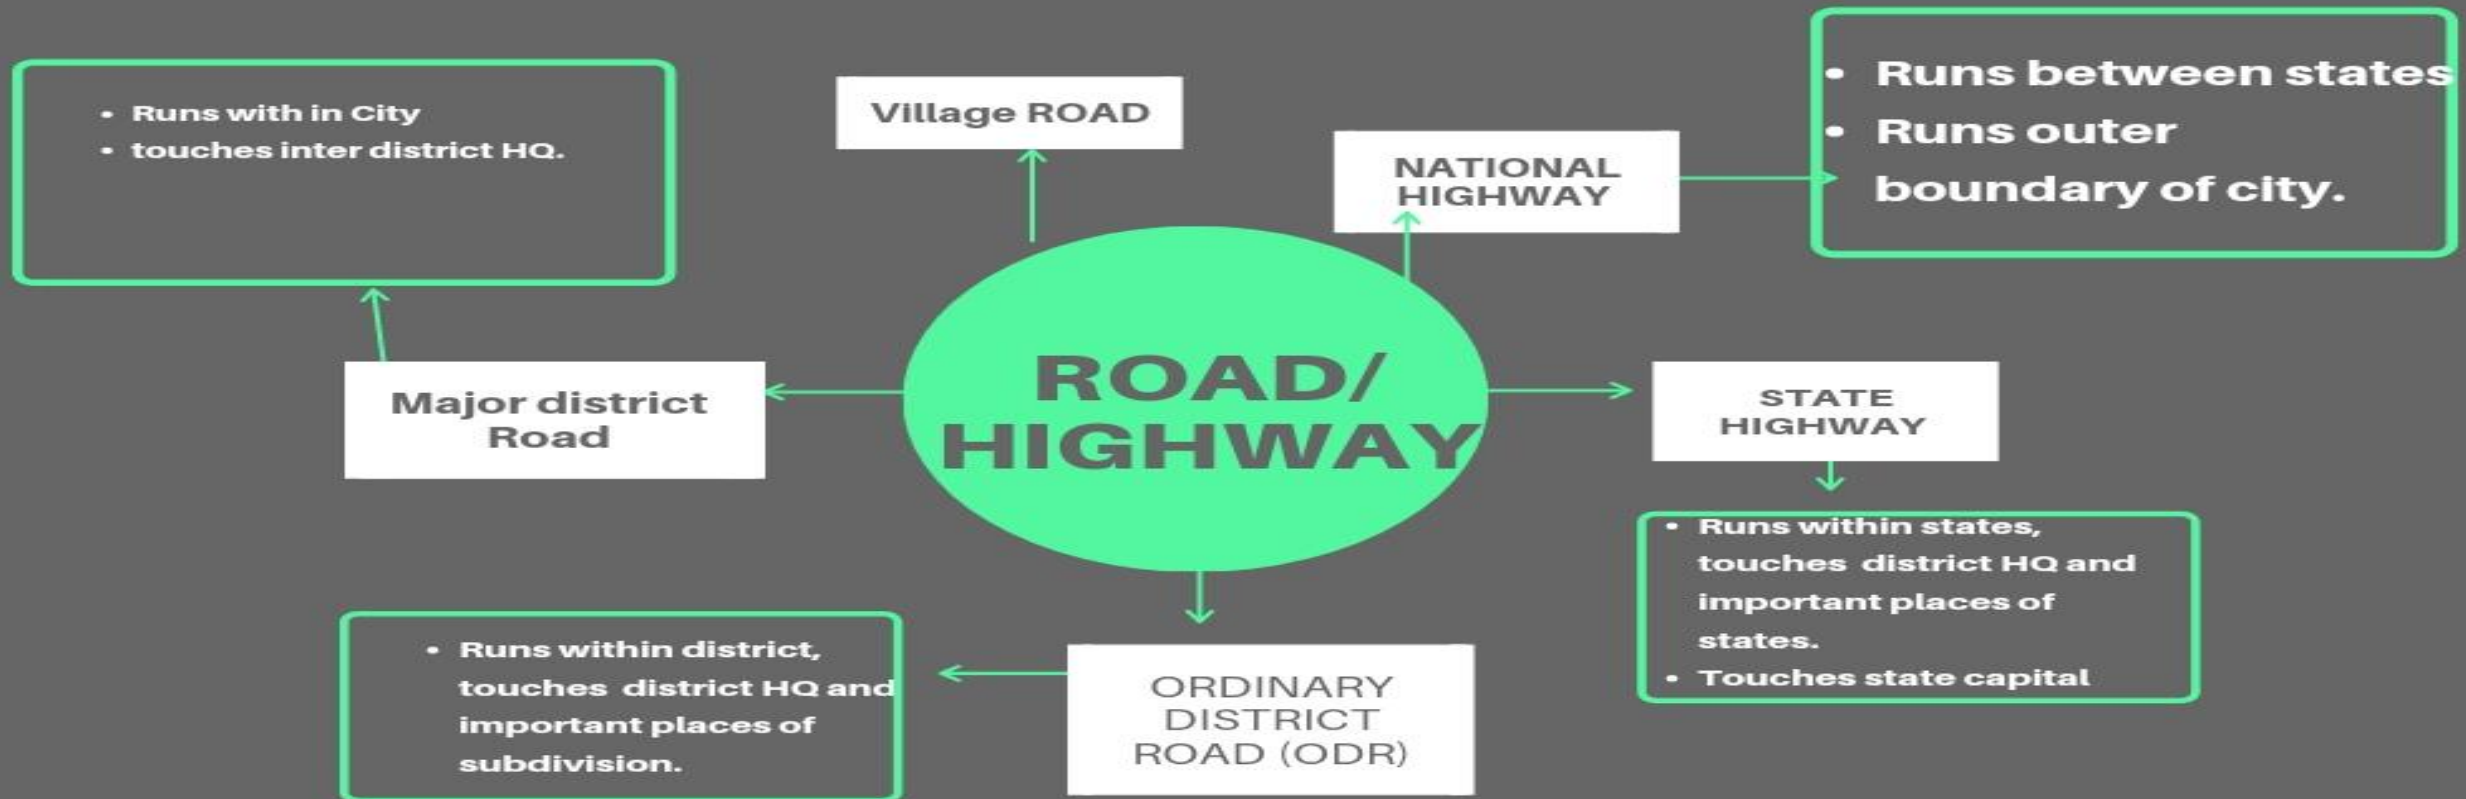 • Runs between states
• Runs outer
boundary of city.
• Runs with in City
• touches inter district HQ.
Village ROAD
NATIONAL
HIGHWAY
ROAD/
HIGHWAY
Major district
Road
STATE
HIGHWAY
• Runs within states,
touches district HQ and
important places of
states.
• Touches state capital
• Runs within district,
touches district HQ and
important places of
subdivision.
ORDINARY
DISTRICT
ROAD (ODR)